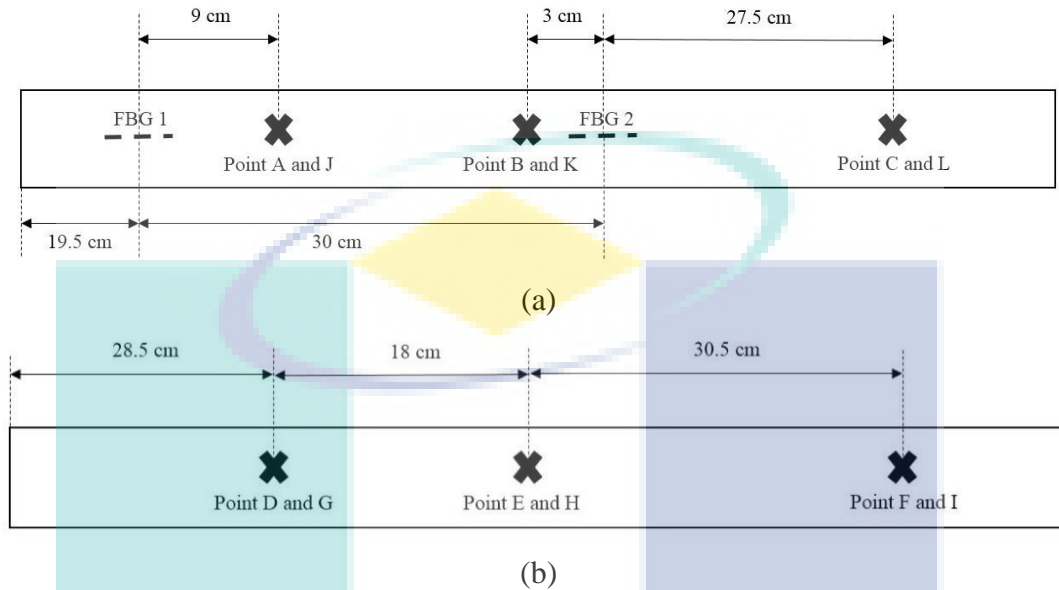 9 cm
3 cm
27.5 cm
FBG 1
FBG 2
Point A and J
Point B and K
Point C and L
19.5 cm
30 cm
(a)
28.5 cm
18 cm
30.5 cm
Point D and G
Point E and H
Point F and I
(b)